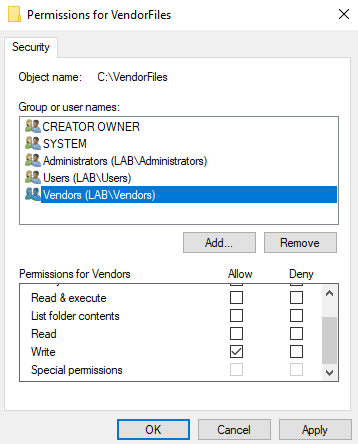 Permissions for VendorFiles
Security
Object name: C:\VendorFiles
Group or user names:
CREATOR OWNER
SYSTEM
Administrators (LAB\Administrators)
Users (LAB\Users)
Vendors (LAB\Vendors)
Add... Remove
Permissions for Vendors Allow Deny
Read & execute
List folder contents
Read
Write
Special permissions
OK Cancel Apply